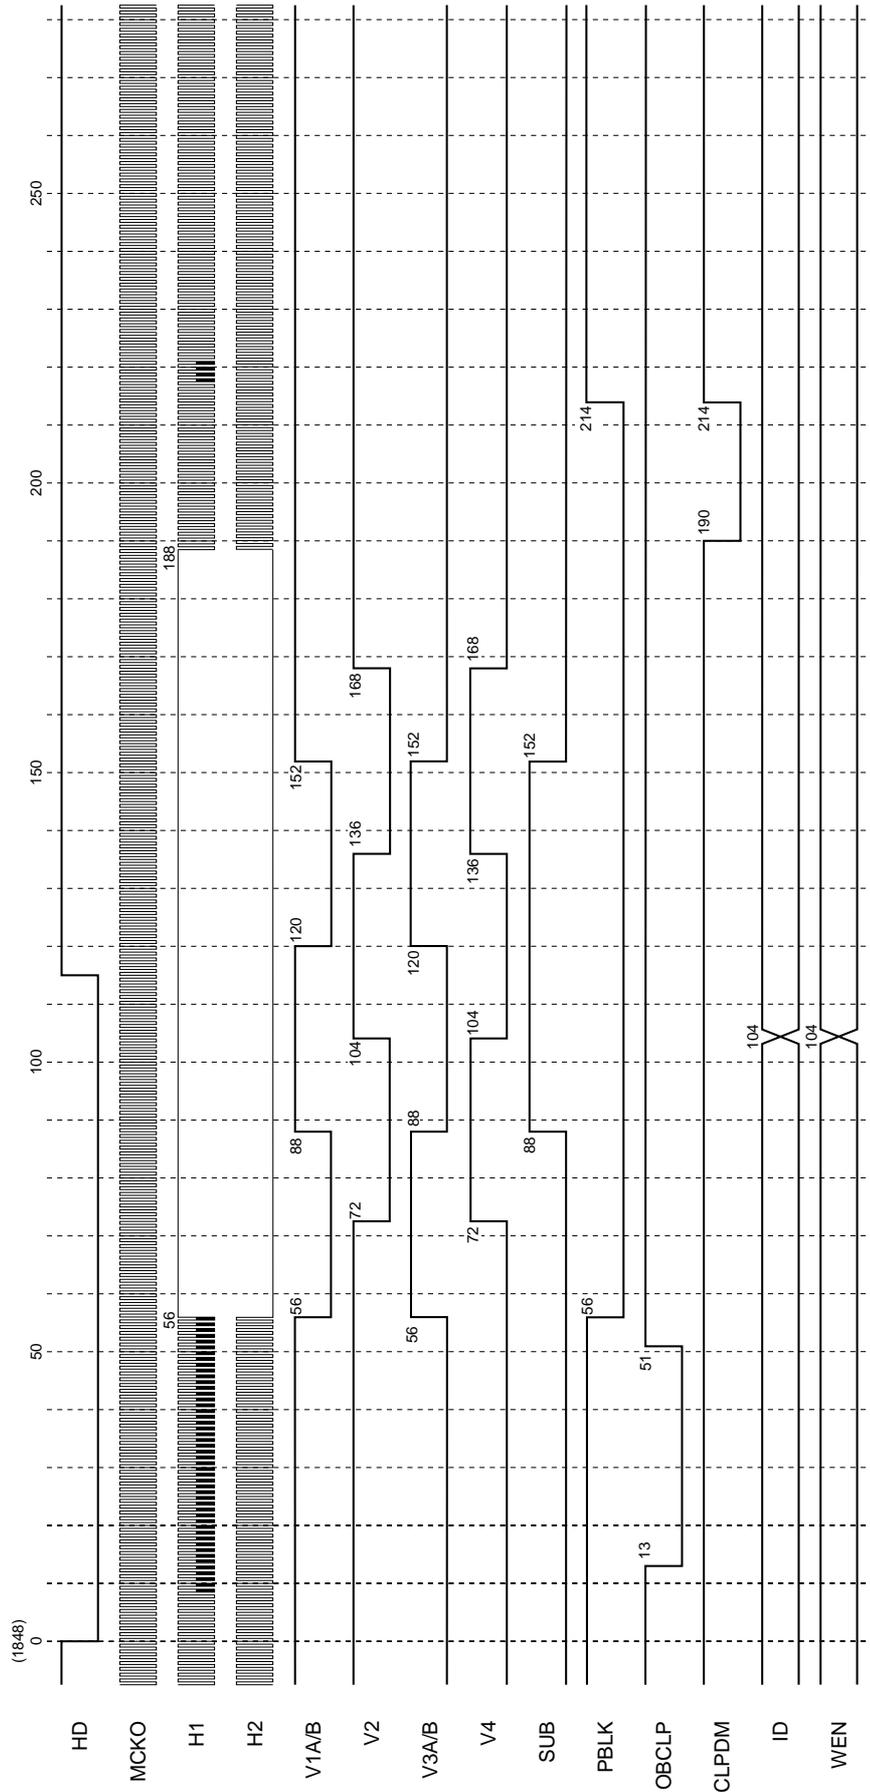 (1848)
0
50
100
150
200
250
HD
MCKO
H1
56
188
H2
V1A/B
56
88
120
152
V2
72
104
136
168
V3A/B
56
88
120
152
V4
72
104
136
168
SUB
88
152
PBLK
56
214
OBCLP
13
51
CLPDM
190
214
ID
104
WEN
104